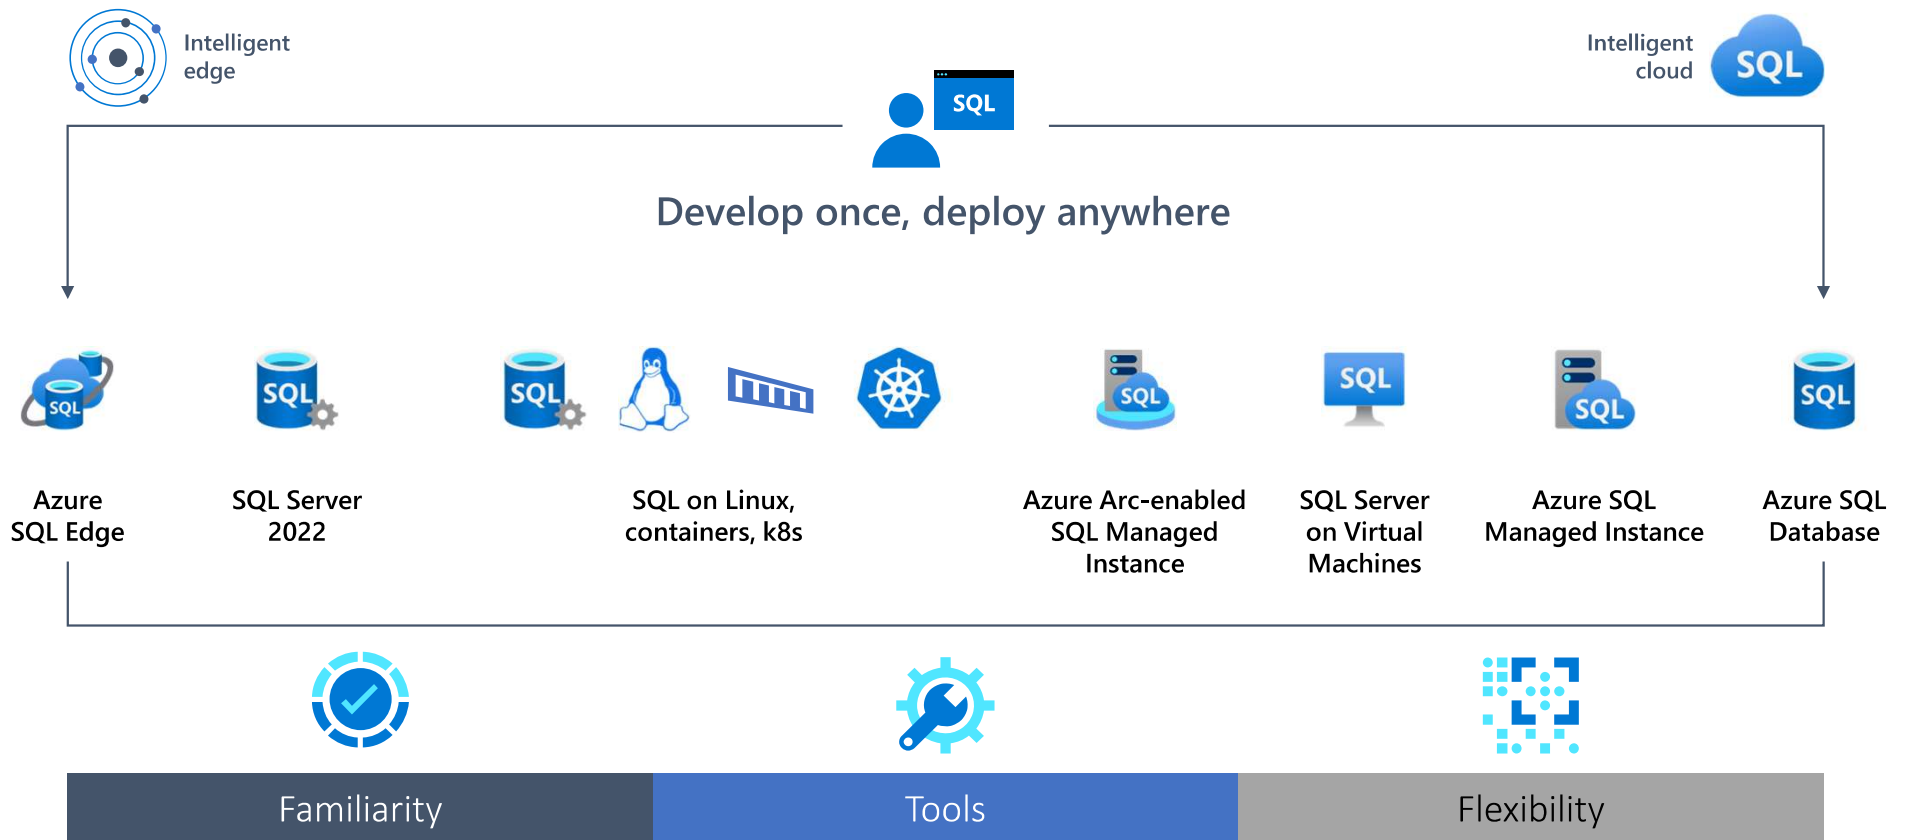 Intelligent
edge
Intelligent
cloud
SQL
SQL
Develop once, deploy anywhere
SQL
SQL
SQL
SQL
SQL
SQL
SQL
Azure
SQL Edge
SQL Server
2022
SQL on Linux,
containers, k8s
Azure Arc-enabled
SQL Managed
Instance
SQL Server
on Virtual
Machines
Azure SQL
Managed Instance
Azure SQL
Database
Familiarity
Tools
Flexibility